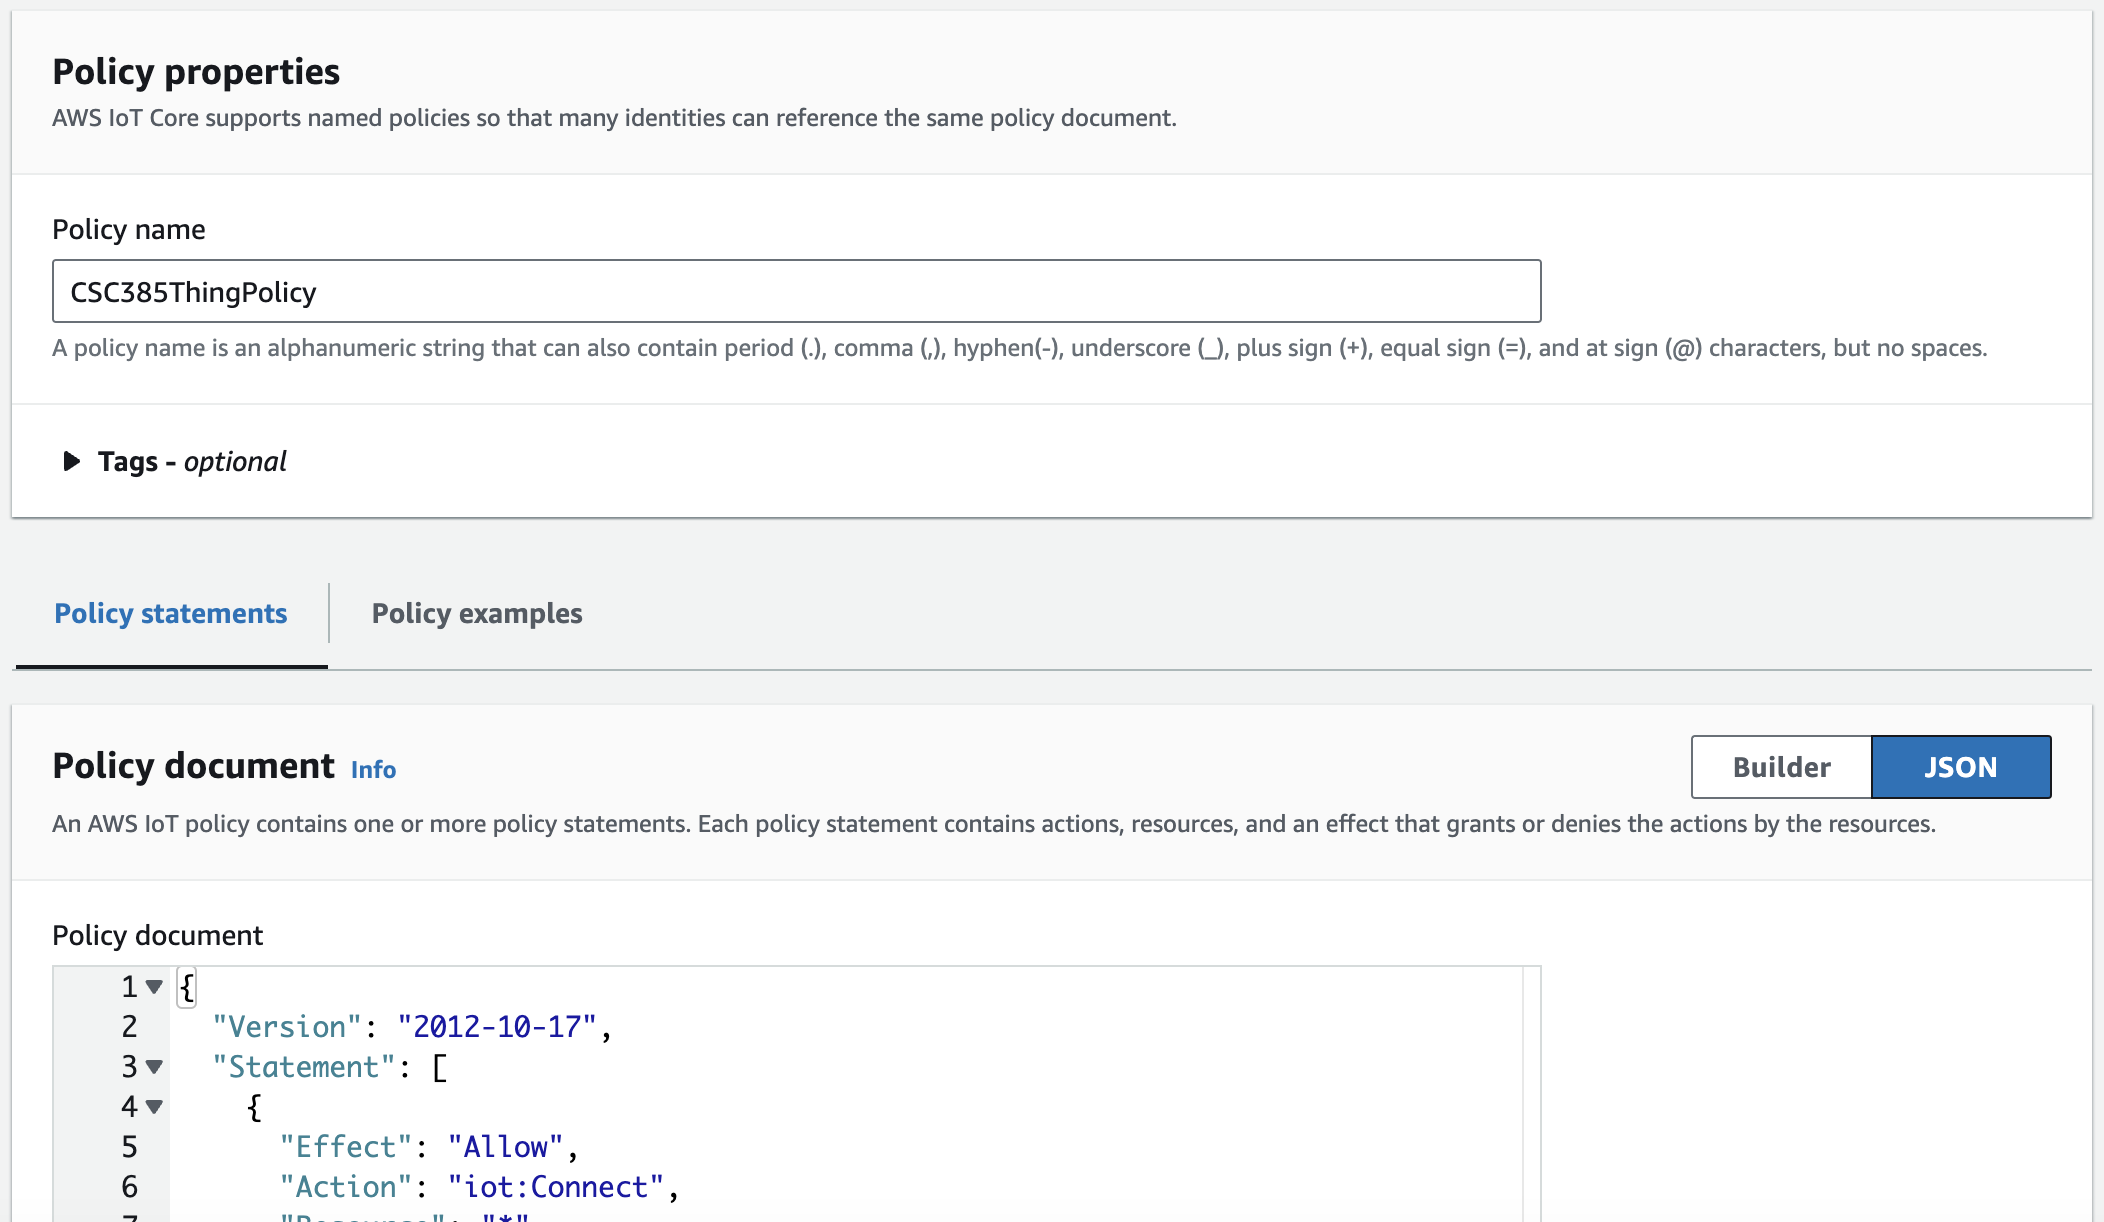 Policy properties
AWS IoT Core supports named policies so that many identities can reference the same policy document.
Policy name
CSC385ThingPolicy
A policy name is an alphanumeric string that can also contain period (.), comma (,), hyphen(-), underscore (_), plus sign (+), equal sign (=), and at sign (@) characters, but no spaces.
Tags - optional
Policy statements
Policy examples
Policy document Info
Builder
JSON
An AWS IoT policy contains one or more policy statements. Each policy statement contains actions, resources, and an effect that grants or denies the actions by the resources.
Policy document
1 {
2 "Version": "2012-10-17",
3 "Statement": [
4 {
5 "Effect": "Allow",
6 "Action": "iot:Connect",
7 "Resource": "*"